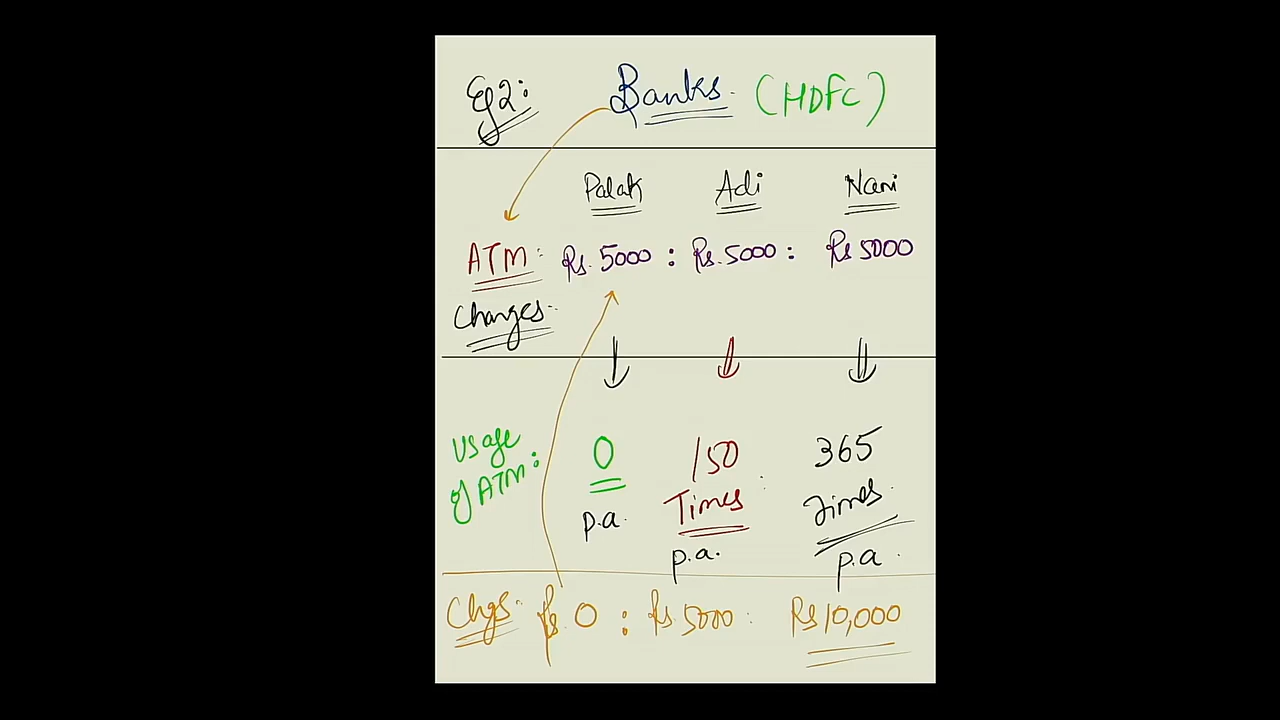 Eg2: Banks. (HDFC)
Palak Adi Nani
ATM: Rs. 5000 : Rs. 5000 : Rs 5000
Charges.
Usage of ATM: 0 150 365
Times Times.
p.a. p.a. p.a.
Chgs: Rs. 0 : Rs 5000 : Rs 10,000